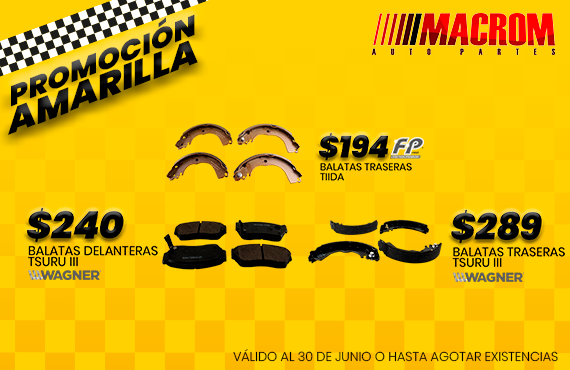 PROMOCIÓN
AMARILLA
MACROM
AUTO PARTES
$194 FP
BALATAS TRASERAS
TIIDA
$240
BALATAS DELANTERAS
TSURU III
WAGNER
$289
BALATAS TRASERAS
TSURU III
WAGNER
VÁLIDO AL 30 DE JUNIO O HASTA AGOTAR EXISTENCIAS